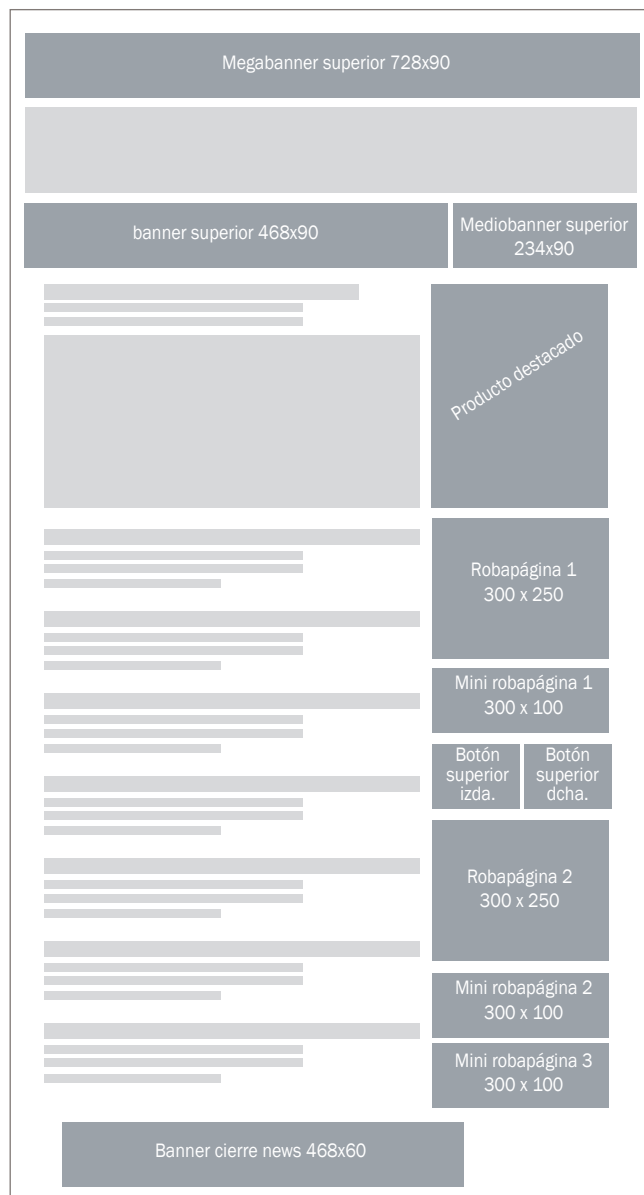 Megabanner superior 728x90
banner superior 468x90
Mediobanner superior
234x90
Producto destacado
Robapágina 1
300 x 250
Mini robapágina 1
300 x 100
Botón
superior
izda.
Botón
superior
dcha.
Robapágina 2
300 x 250
Mini robapágina 2
300 x 100
Mini robapágina 3
300 x 100
Banner cierre news 468x60